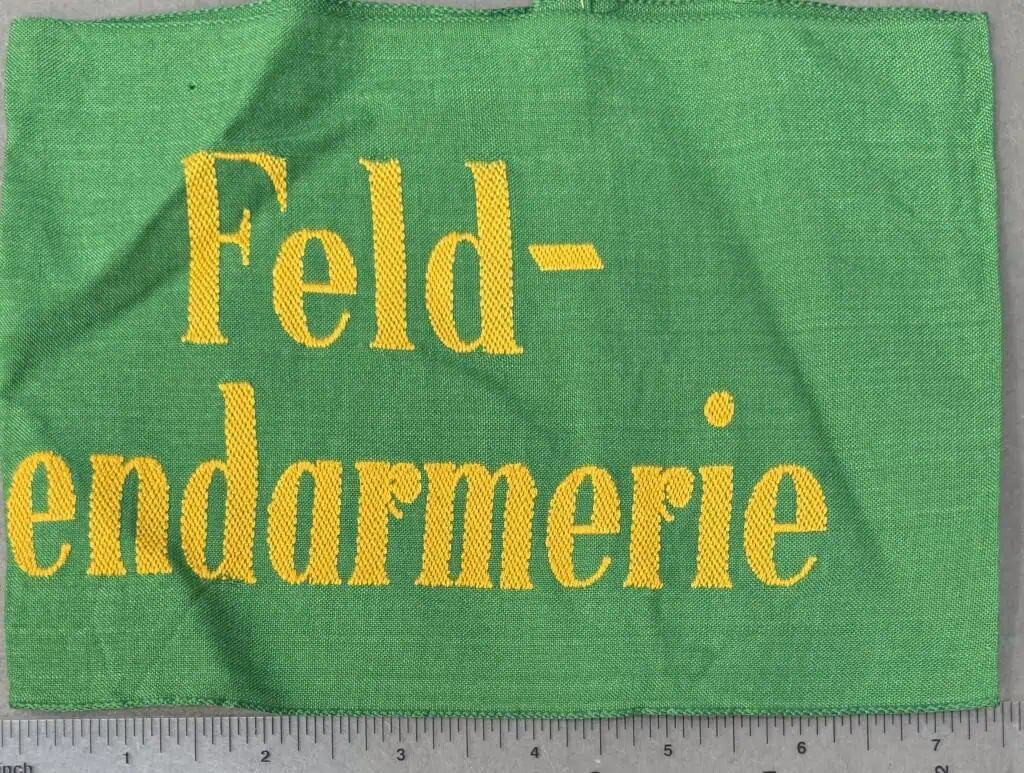 Feld-
endarmerie
1 2 3 4 5 6 7
inch